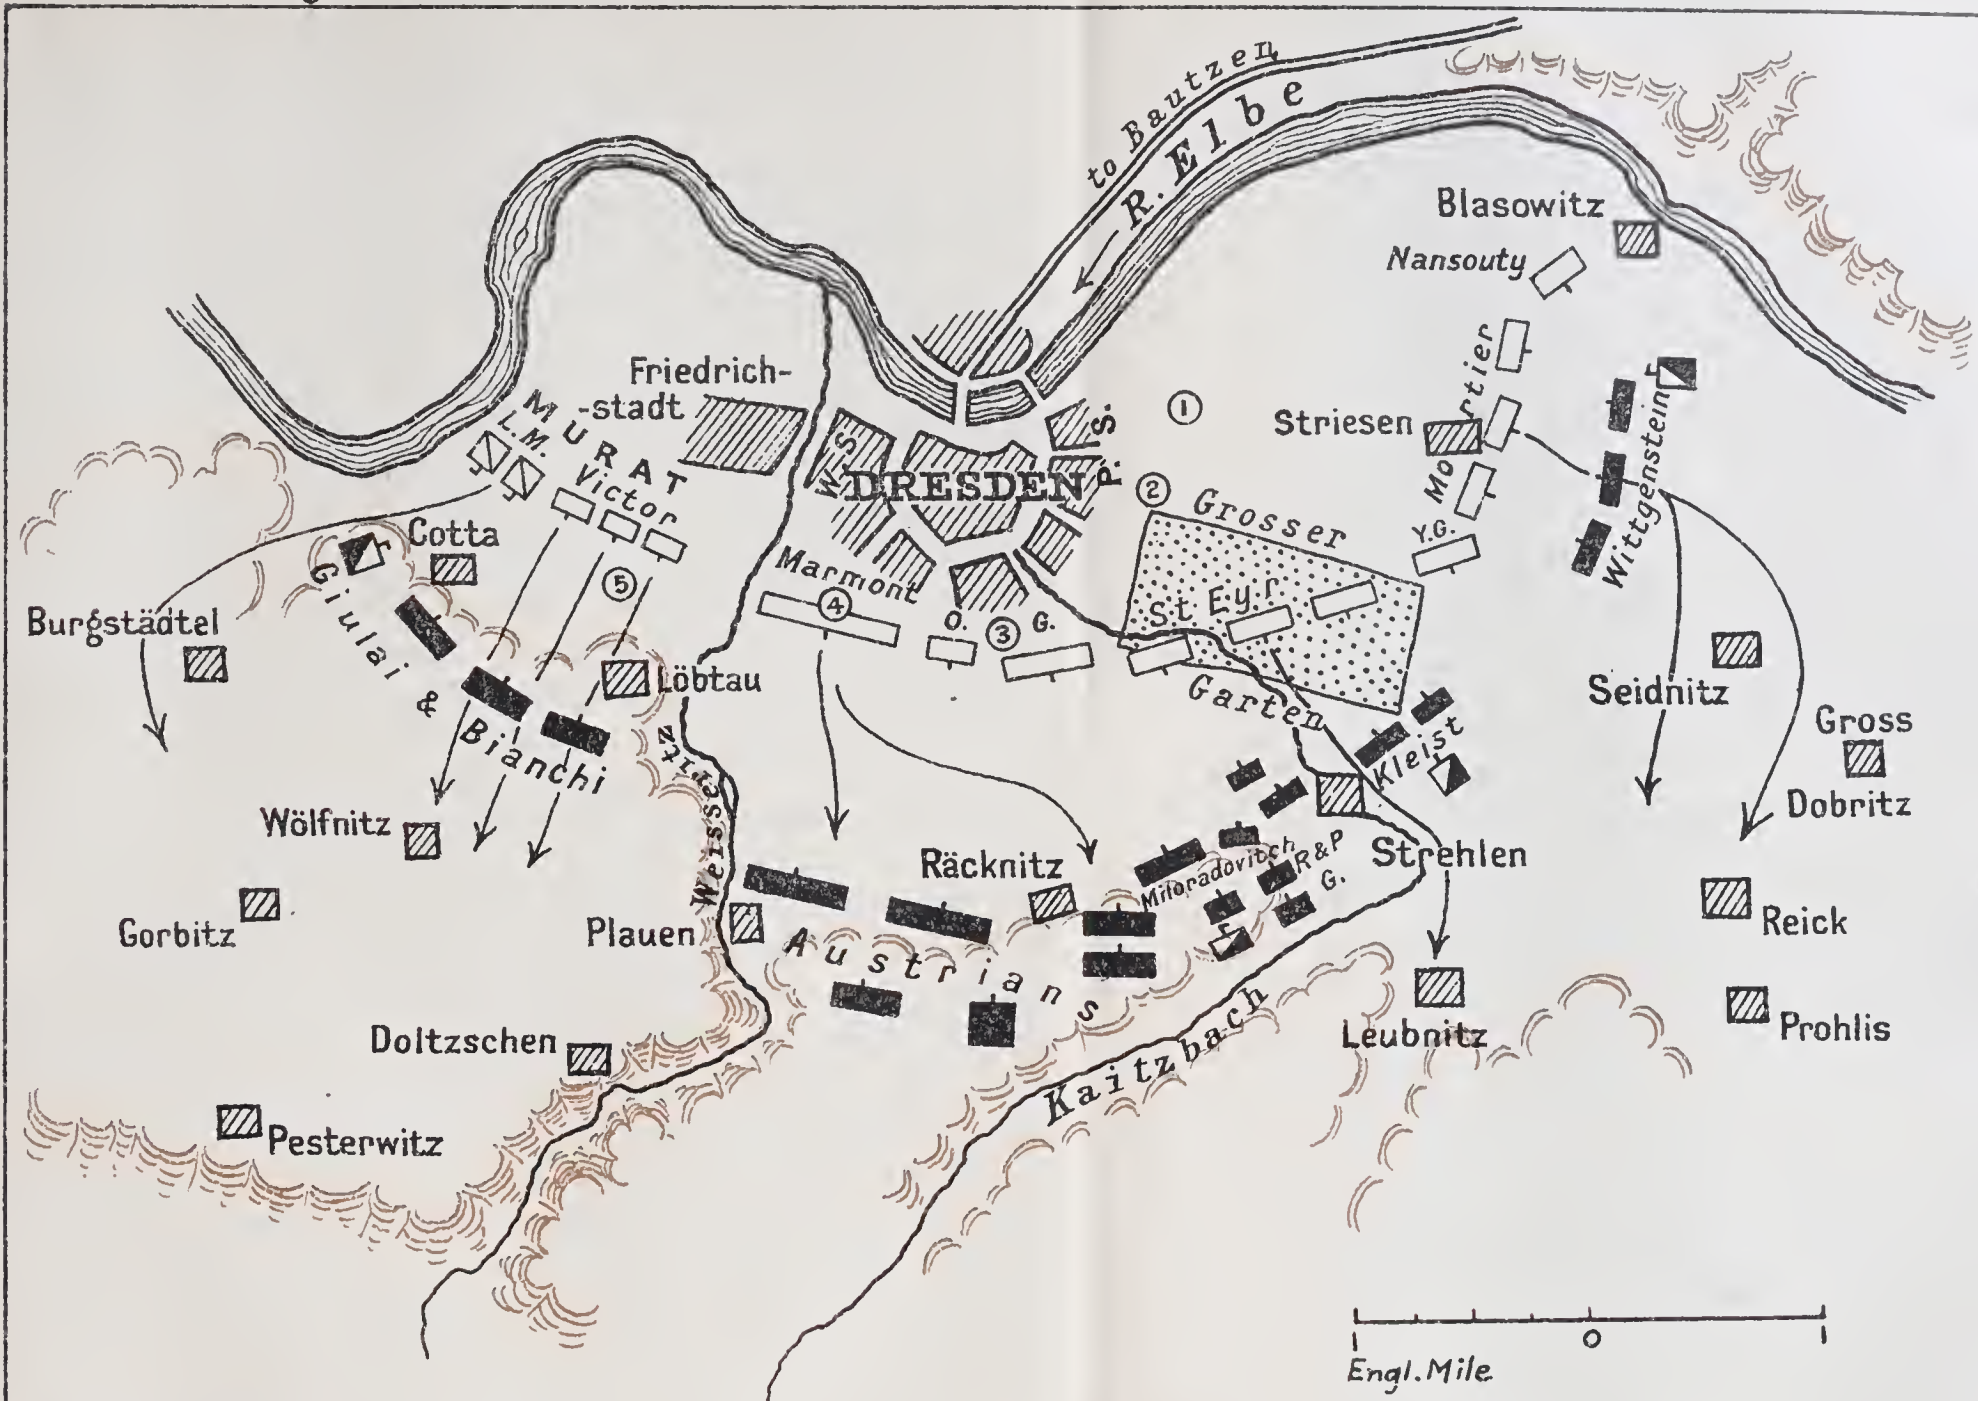 to Bautzen
R. Elbe
Blasowitz
Nansouty
Friedrich-
-stadt
MURAT
L.M.
Victor
W.S.
DRESDEN
P. S.
1
2
Striesen
Mortier
Wittgenstein
Y.G.
Grosser
Garten
St Eyr
Cotta
Giulai & Bianchi
5
Marmont
4
O.
3
G.
Burgstädtel
Löbtau
Seidnitz
Gross
Dobritz
Kleist
Wölfnitz
Weisseritz
Räcknitz
Miloradovitch
R & P
G.
Strehlen
Gorbitz
Plauen
Austrians
Reick
Doltzschen
Leubnitz
Prohlis
Kaitzbach
Pesterwitz
1 0 1
Engl. Mile